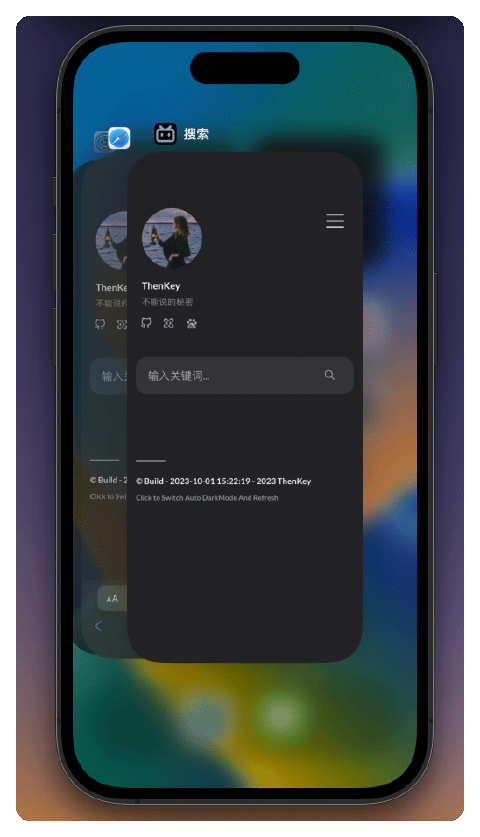 搜索
ThenKe
不能说的
输入关
© Build - 2
Click to Swi
AA
ThenKey
不能说的秘密
输入关键词...
© Build - 2023-10-01 15:22:19 - 2023 ThenKey
Click to Switch Auto DarkMode And Refresh